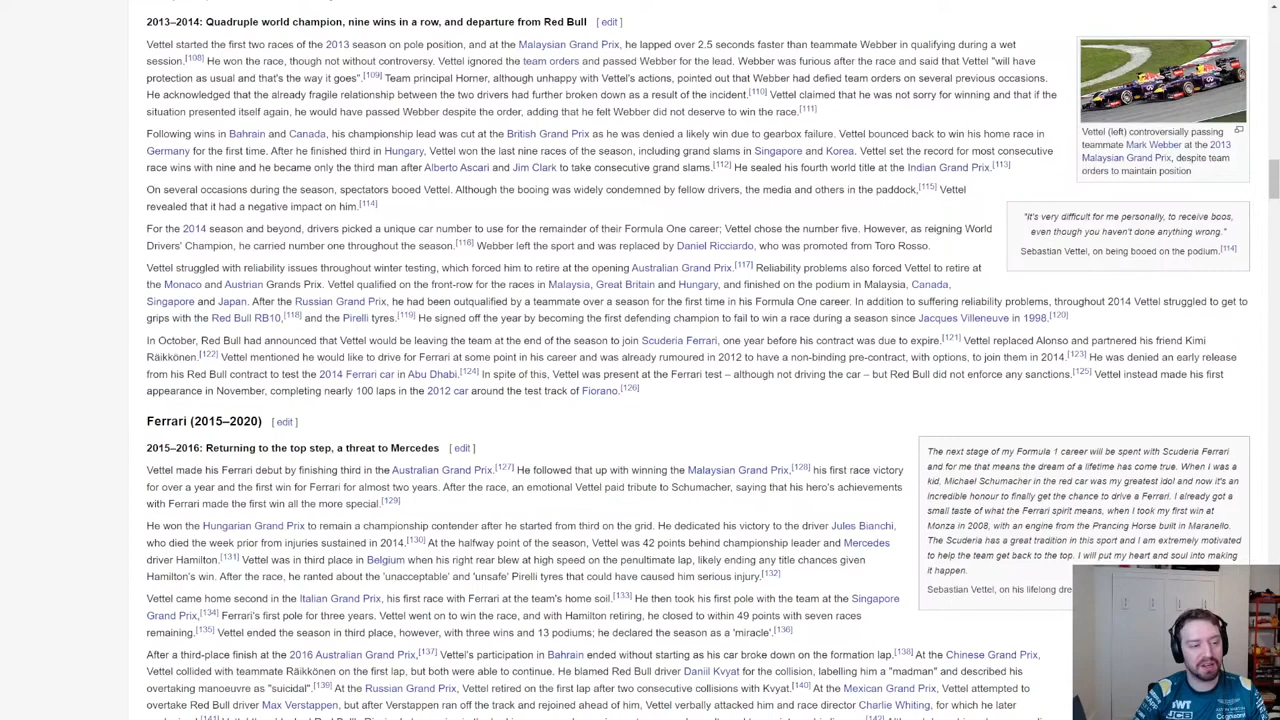 2013–2014: Quadruple world champion, nine wins in a row, and departure from Red Bull [ edit ]
Vettel started the first two races of the 2013 season on pole position, and at the Malaysian Grand Prix, he lapped over 2.5 seconds faster than teammate Webber in qualifying during a wet
session.[108] He won the race, though not without controversy. Vettel ignored the team orders and passed Webber for the lead. Webber was furious after the race and said that Vettel "will have
protection as usual and that's the way it goes".[109] Team principal Horner, although unhappy with Vettel's actions, pointed out that Webber had defied team orders on several previous occasions.
He acknowledged that the already fragile relationship between the two drivers had further broken down as a result of the incident.[110] Vettel claimed that he was not sorry for winning and that if the
situation presented itself again, he would have passed Webber despite the order, adding that he felt Webber did not deserve to win the race.[111]
Following wins in Bahrain and Canada, his championship lead was cut at the British Grand Prix as he was denied a likely win due to gearbox failure. Vettel bounced back to win his home race in
Germany for the first time. After he finished third in Hungary, Vettel won the last nine races of the season, including grand slams in Singapore and Korea. Vettel set the record for most consecutive
race wins with nine and he became only the third man after Alberto Ascari and Jim Clark to take consecutive grand slams.[112] He sealed his fourth world title at the Indian Grand Prix.[113]
Vettel (left) controversially passing
teammate Mark Webber at the 2013
Malaysian Grand Prix, despite team
orders to maintain position
On several occasions during the season, spectators booed Vettel. Although the booing was widely condemned by fellow drivers, the media and others in the paddock,[115] Vettel
revealed that it had a negative impact on him.[114]
"It's very difficult for me personally, to receive boos,
even though you haven't done anything wrong."
Sebastian Vettel, on being booed on the podium.[114]
For the 2014 season and beyond, drivers picked a unique car number to use for the remainder of their Formula One career; Vettel chose the number five. However, as reigning World
Drivers' Champion, he carried number one throughout the season.[116] Webber left the sport and was replaced by Daniel Ricciardo, who was promoted from Toro Rosso.
Vettel struggled with reliability issues throughout winter testing, which forced him to retire at the opening Australian Grand Prix.[117] Reliability problems also forced Vettel to retire at
the Monaco and Austrian Grands Prix. Vettel qualified on the front-row for the races in Malaysia, Great Britain and Hungary, and finished on the podium in Malaysia, Canada,
Singapore and Japan. After the Russian Grand Prix, he had been outqualified by a teammate over a season for the first time in his Formula One career. In addition to suffering reliability problems, throughout 2014 Vettel struggled to get to
grips with the Red Bull RB10,[118] and the Pirelli tyres.[119] He signed off the year by becoming the first defending champion to fail to win a race during a season since Jacques Villeneuve in 1998.[120]
In October, Red Bull had announced that Vettel would be leaving the team at the end of the season to join Scuderia Ferrari, one year before his contract was due to expire.[121] Vettel replaced Alonso and partnered his friend Kimi
Räikkönen.[122] Vettel mentioned he would like to drive for Ferrari at some point in his career and was already rumoured in 2012 to have a non-binding pre-contract, with options, to join them in 2014.[123] He was denied an early release
from his Red Bull contract to test the 2014 Ferrari car in Abu Dhabi.[124] In spite of this, Vettel was present at the Ferrari test – although not driving the car – but Red Bull did not enforce any sanctions.[125] Vettel instead made his first
appearance in November, completing nearly 100 laps in the 2012 car around the test track of Fiorano.[126]
Ferrari (2015–2020) [ edit ]
2015–2016: Returning to the top step, a threat to Mercedes [ edit ]
Vettel made his Ferrari debut by finishing third in the Australian Grand Prix.[127] He followed that up with winning the Malaysian Grand Prix,[128] his first race victory
for over a year and the first win for Ferrari for almost two years. After the race, an emotional Vettel paid tribute to Schumacher, saying that his hero's achievements
with Ferrari made the first win all the more special.[129]
He won the Hungarian Grand Prix to remain a championship contender after he started from third on the grid. He dedicated his victory to the driver Jules Bianchi,
who died the week prior from injuries sustained in 2014.[130] At the halfway point of the season, Vettel was 42 points behind championship leader and Mercedes
driver Hamilton.[131] Vettel was in third place in Belgium when his right rear blew at high speed on the penultimate lap, likely ending any title chances given
Hamilton's win. After the race, he ranted about the 'unacceptable' and 'unsafe' Pirelli tyres that could have caused him serious injury.[132]
The next stage of my Formula 1 career will be spent with Scuderia Ferrari
and for me that means the dream of a lifetime has come true. When I was a
kid, Michael Schumacher in the red car was my greatest idol and now it's an
incredible honour to finally get the chance to drive a Ferrari. I already got a
small taste of what the Ferrari spirit means, when I took my first win at
Monza in 2008, with an engine from the Prancing Horse built in Maranello.
The Scuderia has a great tradition in this sport and I am extremely motivated
to help the team get back to the top. I will put my heart and soul into making
it happen.
Sebastian Vettel, on his lifelong dre
Vettel came home second in the Italian Grand Prix, his first race with Ferrari at the team's home soil.[133] He then took his first pole with the team at the Singapore
Grand Prix,[134] Ferrari's first pole for three years. Vettel went on to win the race, and with Hamilton retiring, he closed to within 49 points with seven races
remaining.[135] Vettel ended the season in third place, however, with three wins and 13 podiums; he declared the season as a 'miracle'.[136]
After a third-place finish at the 2016 Australian Grand Prix,[137] Vettel's participation in Bahrain ended without starting as his car broke down on the formation lap.[138] At the Chinese Grand Prix,
Vettel collided with teammate Räikkönen on the first lap, but both were able to continue. He blamed Red Bull driver Daniil Kvyat for the collision, labelling him a "madman" and described his
overtaking manoeuvre as "suicidal".[139] At the Russian Grand Prix, Vettel retired on the first lap after two consecutive collisions with Kvyat.[140] At the Mexican Grand Prix, Vettel attempted to
overtake Red Bull driver Max Verstappen, but after Verstappen ran off the track and rejoined ahead of him, Vettel verbally attacked him and race director Charlie Whiting, for
JCB